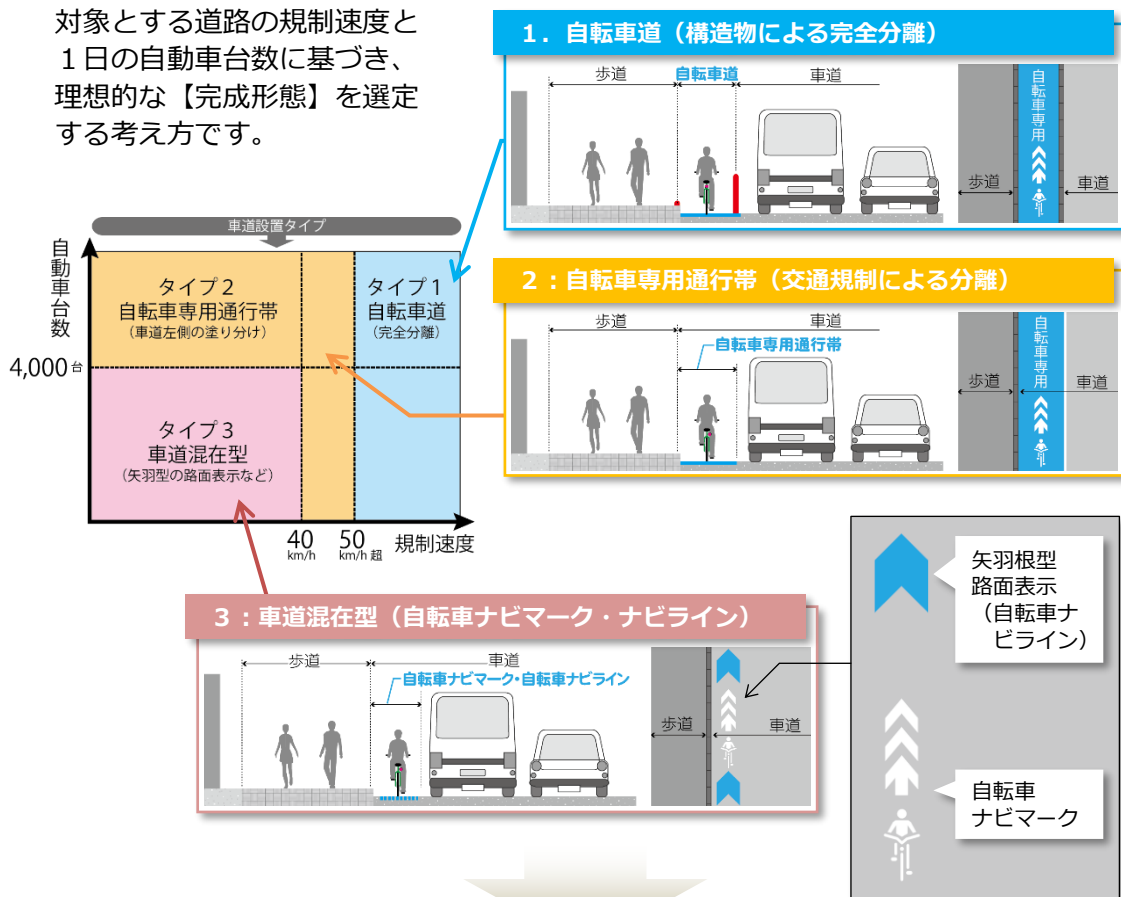 対象とする道路の規制速度と
１日の自動車台数に基づき、
理想的な【完成形態】を選定
する考え方です。
１．自転車道（構造物による完全分離）
歩道
自転車道
車道
自転車専用
歩道
車道
車道設置タイプ
自動車台数
タイプ２
自転車専用通行帯
（車道左側の塗り分け）
タイプ１
自転車道
（完全分離）
4,000台
タイプ３
車道混在型
（矢羽型の路面表示など）
40
km/h
50
km/h 超
規制速度
２：自転車専用通行帯（交通規制による分離）
歩道
車道
自転車専用通行帯
自転車専用
歩道
車道
３：車道混在型（自転車ナビマーク・ナビライン）
歩道
車道
自転車ナビマーク・自転車ナビライン
歩道
車道
矢羽根型
路面表示
（自転車ナ
ビライン）
自転車
ナビマーク